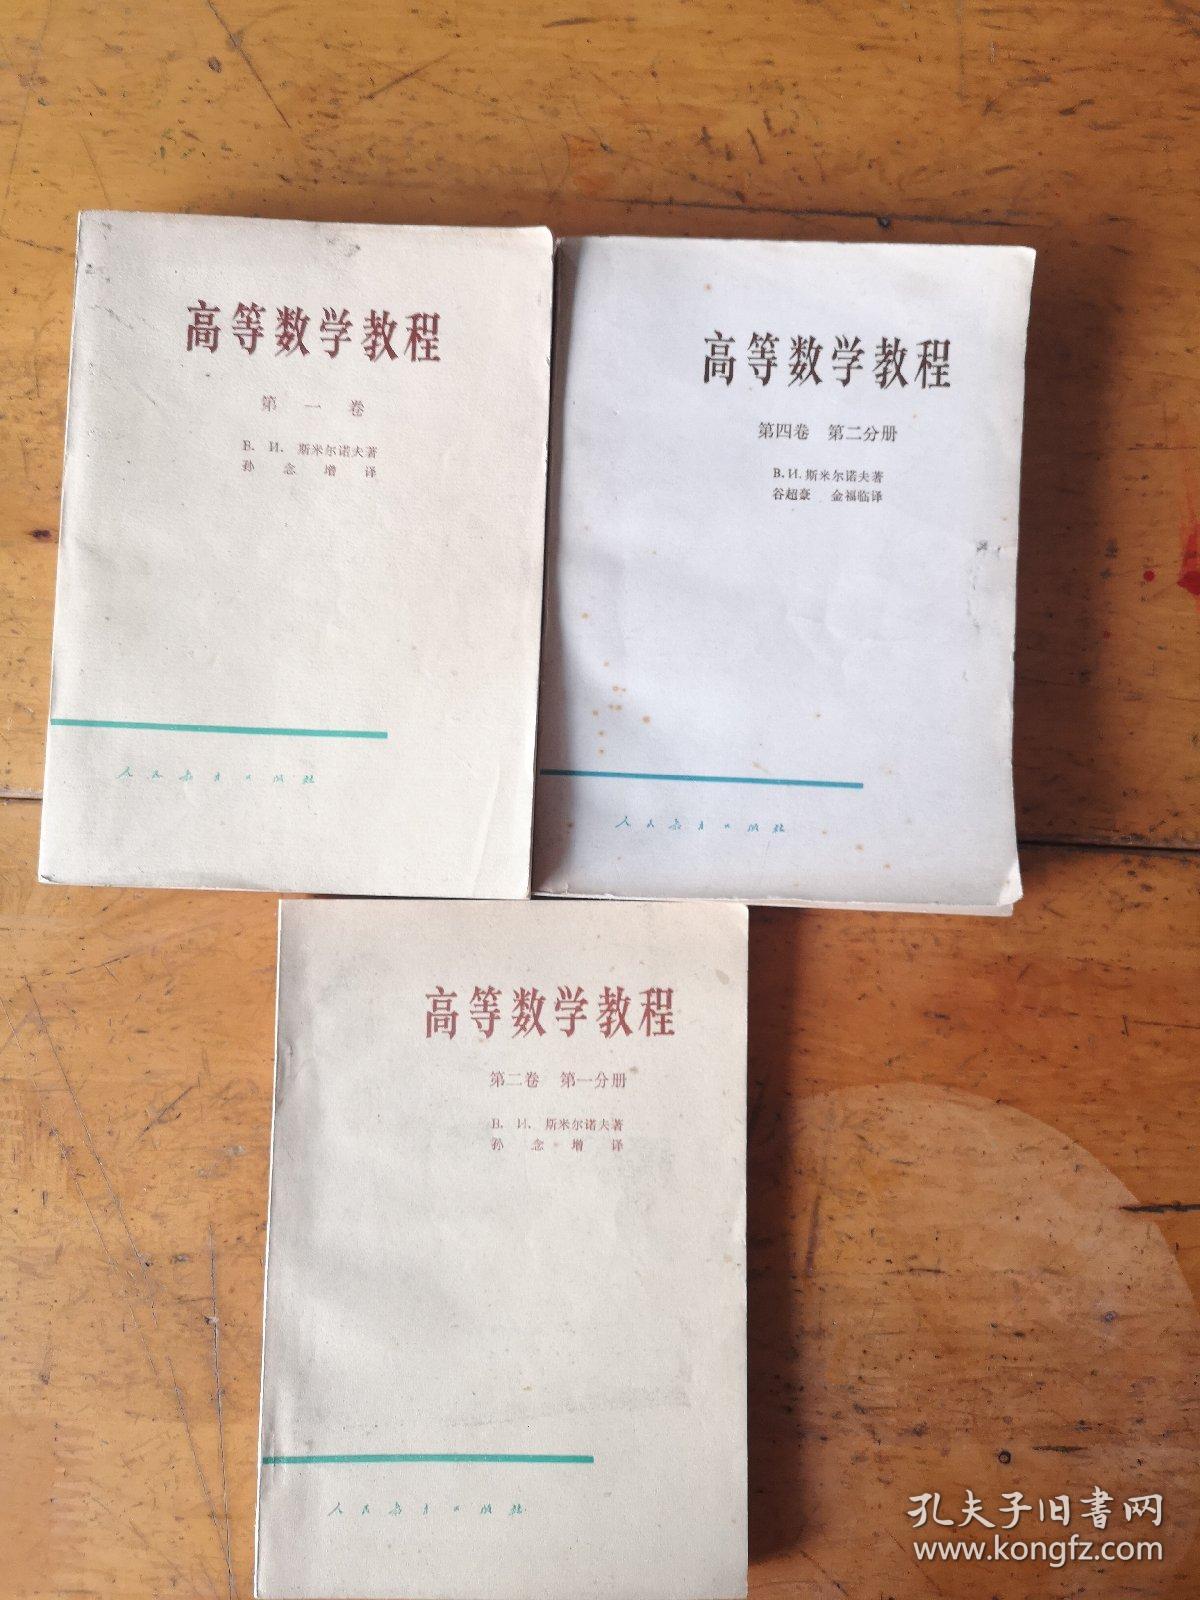 高等数学教程
第一卷
В. И. 斯米尔诺夫著
孙念增译
人民教育出版社
高等数学教程
第四卷 第二分册
В.И.斯米尔诺夫著
谷超豪 金福临译
人民教育出版社
高等数学教程
第二卷 第一分册
В. И. 斯米尔诺夫著
孙念增译
人民教育出版社
孔夫子旧书网
www.kongfz.com